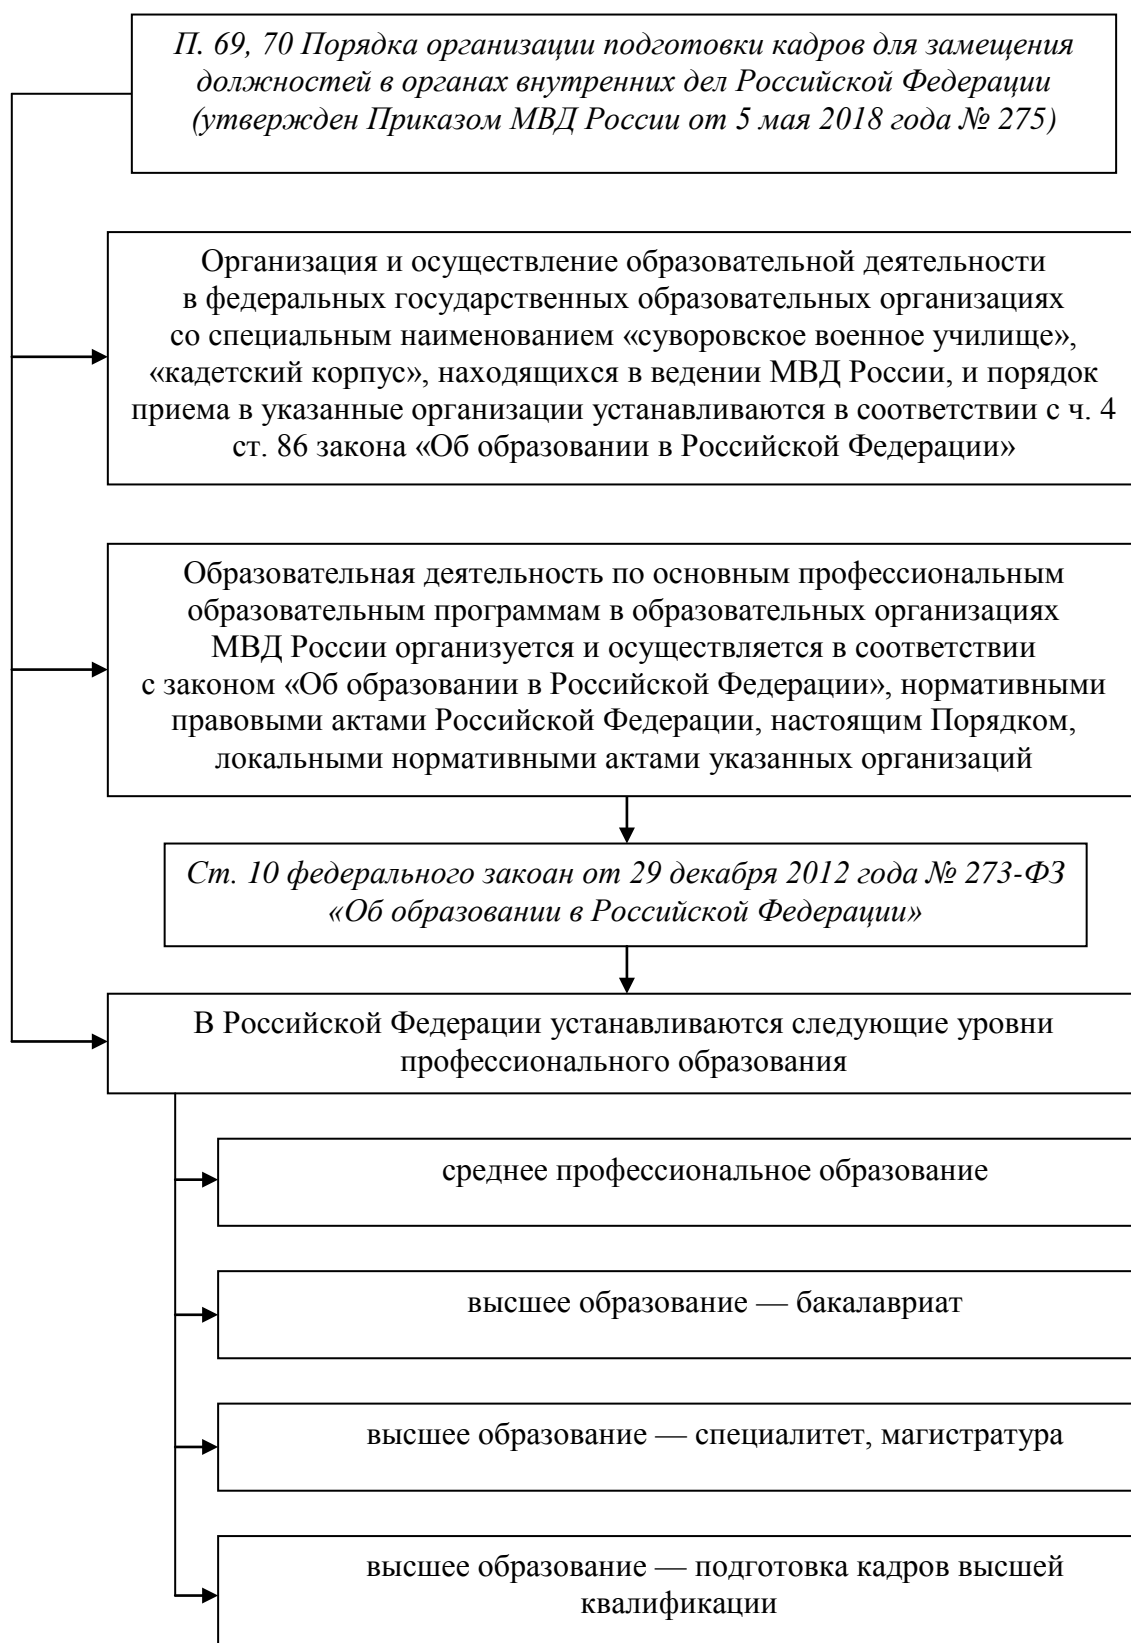 П. 69, 70 Порядка организации подготовки кадров для замещения
должностей в органах внутренних дел Российской Федерации
(утвержден Приказом МВД России от 5 мая 2018 года № 275)
Организация и осуществление образовательной деятельности
в федеральных государственных образовательных организациях
со специальным наименованием «суворовское военное училище»,
«кадетский корпус», находящихся в ведении МВД России, и порядок
приема в указанные организации устанавливаются в соответствии с ч. 4
ст. 86 закона «Об образовании в Российской Федерации»
Образовательная деятельность по основным профессиональным
образовательным программам в образовательных организациях
МВД России организуется и осуществляется в соответствии
с законом «Об образовании в Российской Федерации», нормативными
правовыми актами Российской Федерации, настоящим Порядком,
локальными нормативными актами указанных организаций
Ст. 10 федерального закоан от 29 декабря 2012 года № 273-ФЗ
«Об образовании в Российской Федерации»
В Российской Федерации устанавливаются следующие уровни
профессионального образования
среднее профессиональное образование
высшее образование — бакалавриат
высшее образование — специалитет, магистратура
высшее образование — подготовка кадров высшей
квалификации